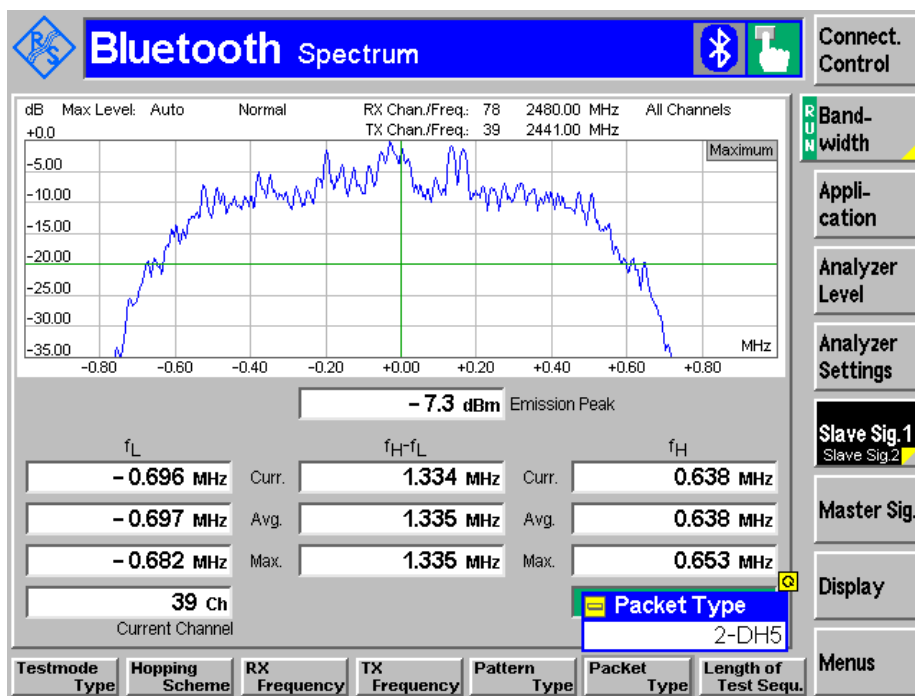 R&S
Bluetooth Spectrum
dB Max Level: Auto Normal RX Chan./Freq.: 78 2480.00 MHz All Channels
+0.0 TX Chan./Freq.: 39 2441.00 MHz
Maximum
-5.00
-10.00
-15.00
-20.00
-25.00
-30.00
-35.00
MHz
-0.80 -0.60 -0.40 -0.20 +0.00 +0.20 +0.40 +0.60 +0.80
-7.3 dBm Emission Peak
fL fH-fL fH
-0.696 MHz Curr. 1.334 MHz Curr. 0.638 MHz
-0.697 MHz Avg. 1.335 MHz Avg. 0.638 MHz
-0.682 MHz Max. 1.335 MHz Max. 0.653 MHz
39 Ch
Current Channel
Packet Type
2-DH5
Testmode Type
Hopping Scheme
RX Frequency
TX Frequency
Pattern Type
Packet Type
Length of Test Sequ.
Connect. Control
RUN
Band-
width
Appli-
cation
Analyzer
Level
Analyzer
Settings
Slave Sig.1
Slave Sig.2
Master Sig.
Display
Menus